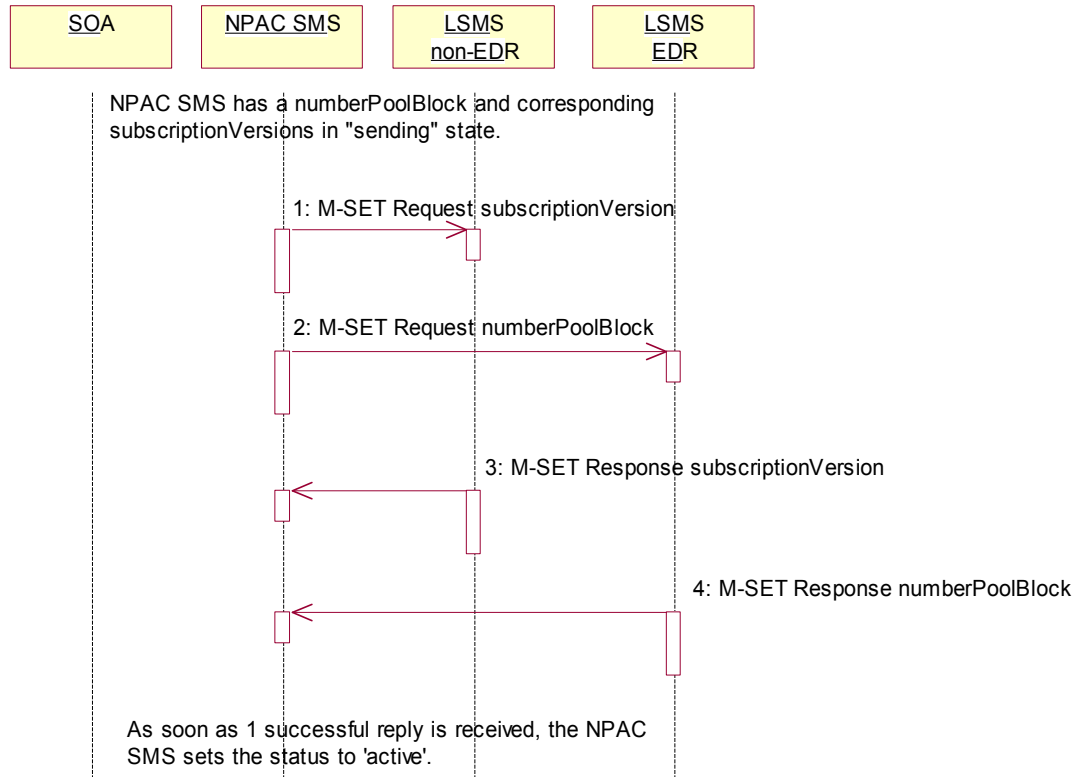 SOA
NPAC SMS
LSMS
non-EDR
LSMS
EDR
NPAC SMS has a numberPoolBlock and corresponding
subscriptionVersions in "sending" state.
1: M-SET Request subscriptionVersion
2: M-SET Request numberPoolBlock
3: M-SET Response subscriptionVersion
4: M-SET Response numberPoolBlock
As soon as 1 successful reply is received, the NPAC
SMS sets the status to 'active'.